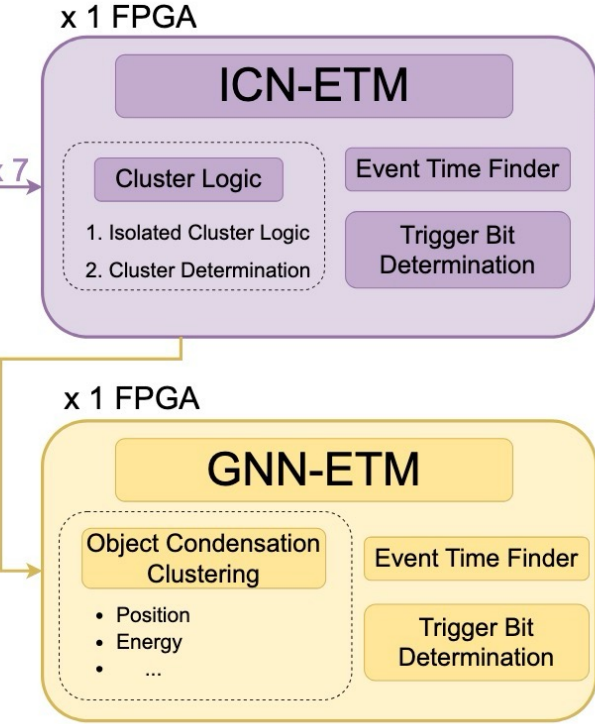 x 1 FPGA
ICN-ETM
x 7
Cluster Logic
1. Isolated Cluster Logic
2. Cluster Determination
Event Time Finder
Trigger Bit
Determination
x 1 FPGA
GNN-ETM
Object Condensation
Clustering
• Position
• Energy
• ...
Event Time Finder
Trigger Bit
Determination